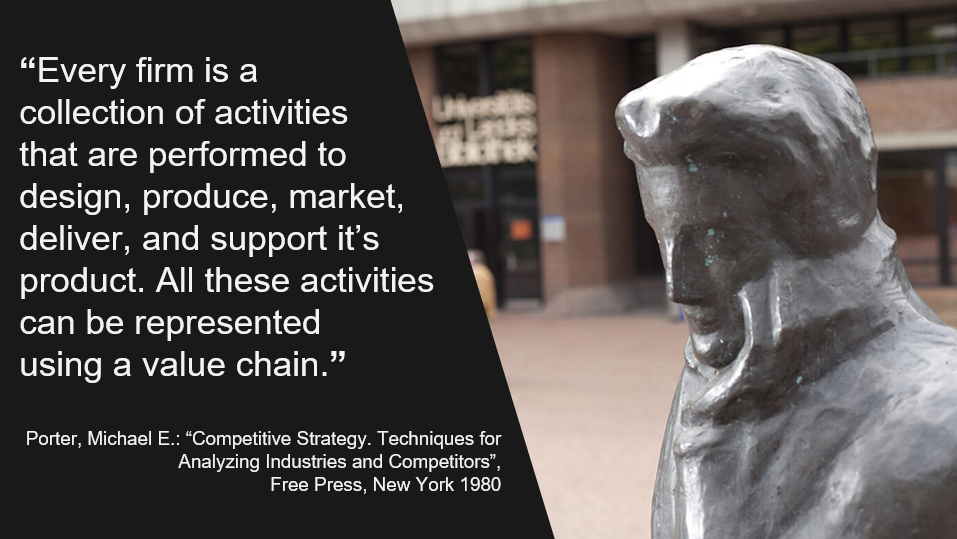 “Every firm is a
collection of activities
that are performed to
design, produce, market,
deliver, and support it’s
product. All these activities
can be represented
using a value chain.”
Porter, Michael E.: “Competitive Strategy. Techniques for
Analyzing Industries and Competitors”,
Free Press, New York 1980
Universitäts
und Landes
Bibliothek